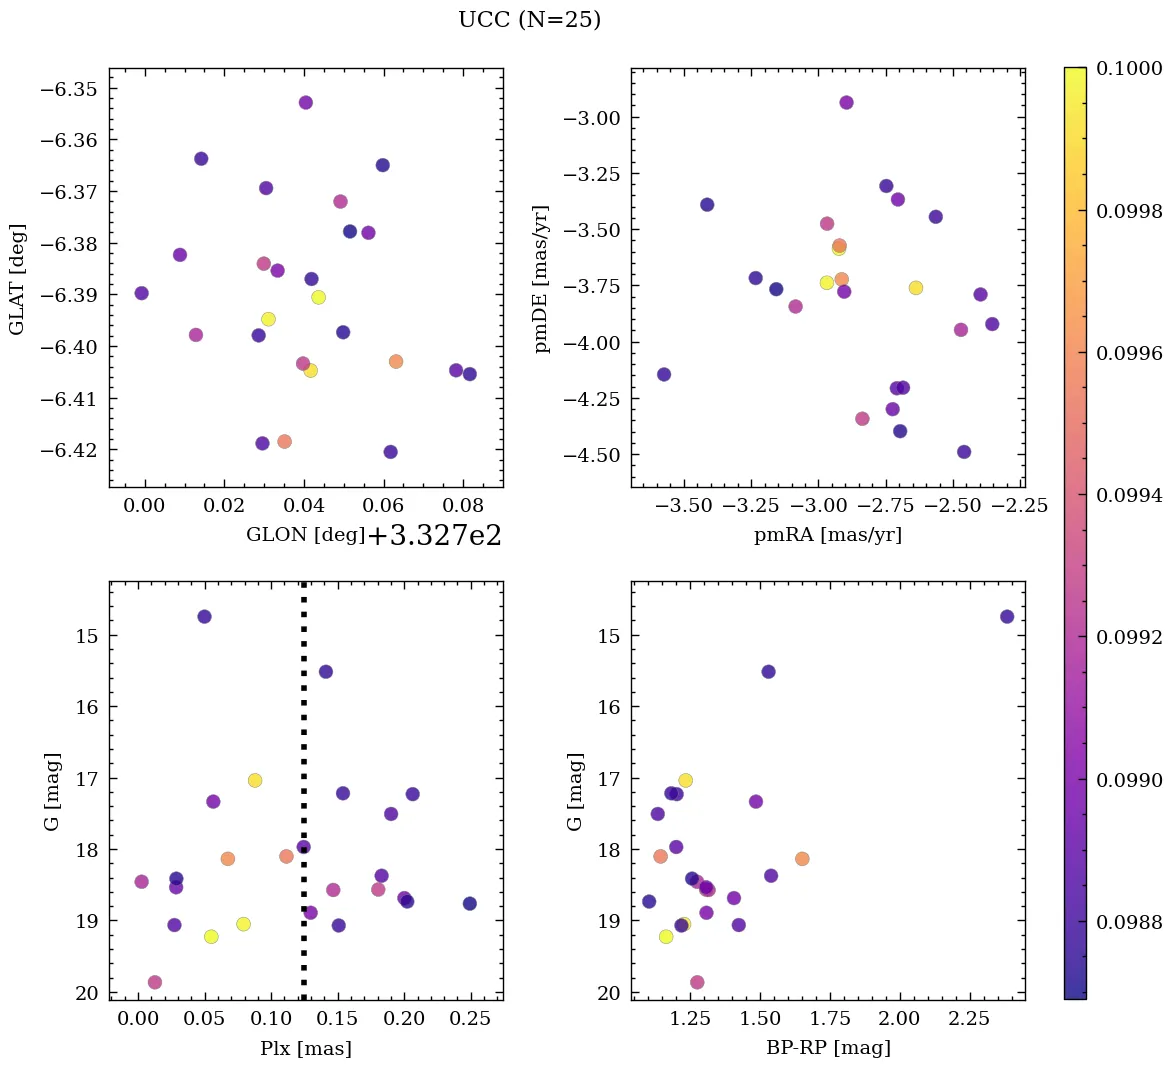 UCC (N=25)
−6.35
−6.36
−6.37
−6.38
−6.39
−6.40
−6.41
−6.42
GLAT [deg]
0.00 0.02 0.04 0.06 0.08
GLON [deg]
+3.327e2
−3.00
−3.25
−3.50
−3.75
−4.00
−4.25
−4.50
pmDE [mas/yr]
−3.50 −3.25 −3.00 −2.75 −2.50 −2.25
pmRA [mas/yr]
15
16
17
18
19
20
G [mag]
0.00 0.05 0.10 0.15 0.20 0.25
Plx [mas]
15
16
17
18
19
20
G [mag]
1.25 1.50 1.75 2.00 2.25
BP-RP [mag]
0.1000
0.0998
0.0996
0.0994
0.0992
0.0990
0.0988